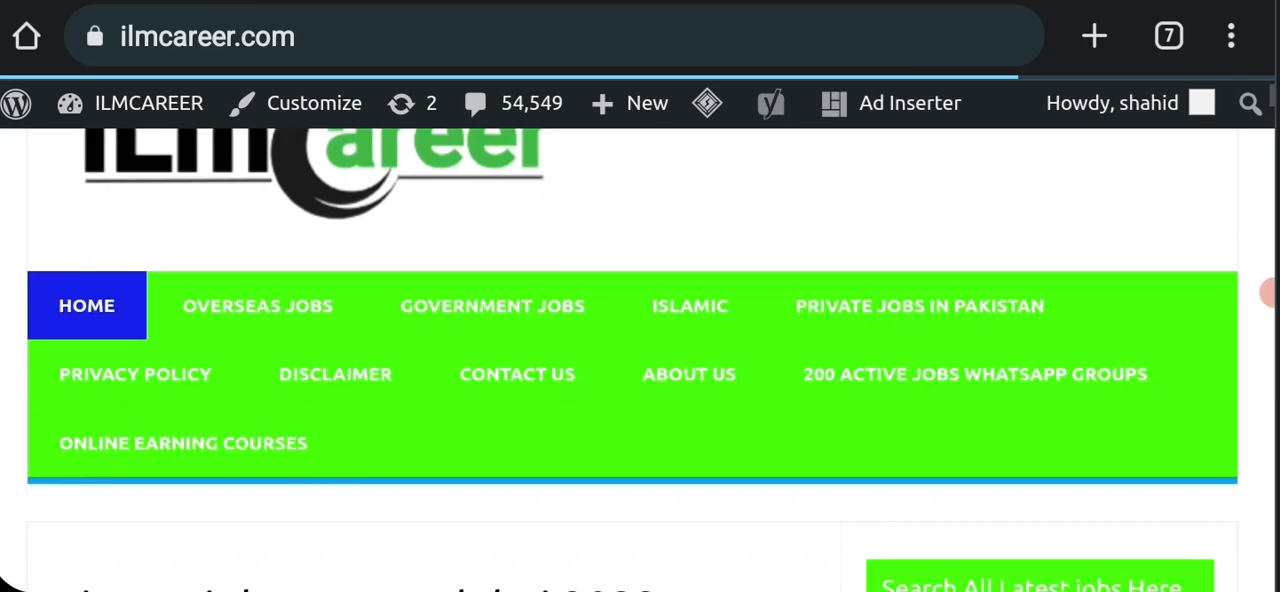 ilmcareer.com
7
ILMCAREER Customize 2 54,549 New Ad Inserter Howdy, shahid
ILmCareer
HOME OVERSEAS JOBS GOVERNMENT JOBS ISLAMIC PRIVATE JOBS IN PAKISTAN
PRIVACY POLICY DISCLAIMER CONTACT US ABOUT US 200 ACTIVE JOBS WHATSAPP GROUPS
ONLINE EARNING COURSES
Search All Latest jobs Here